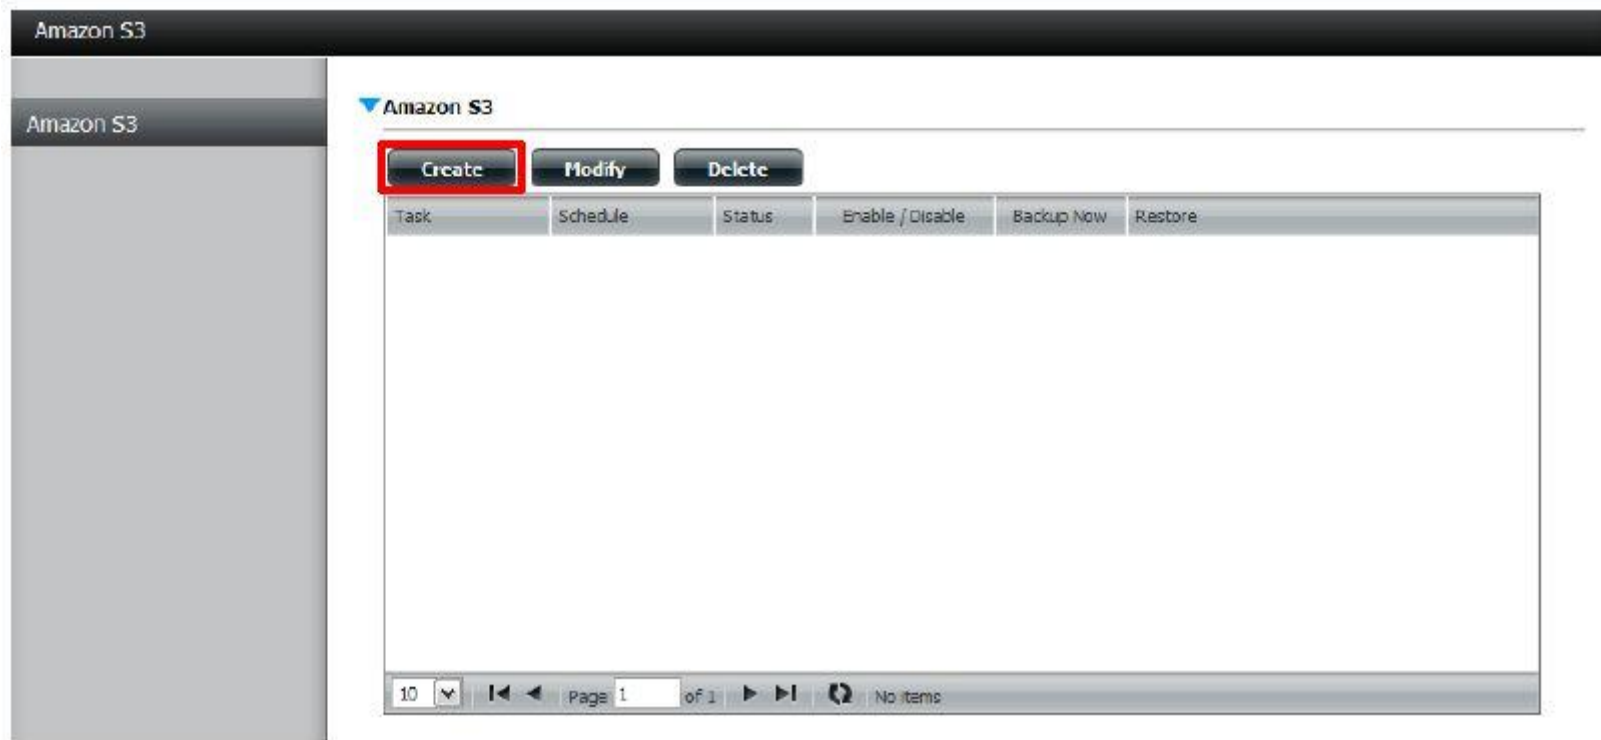 Amazon S3
Amazon S3
Amazon S3
Create Modify Delete
Task Schedule Status Enable / Disable Backup Now Restore
10 Page 1 of 1 No items